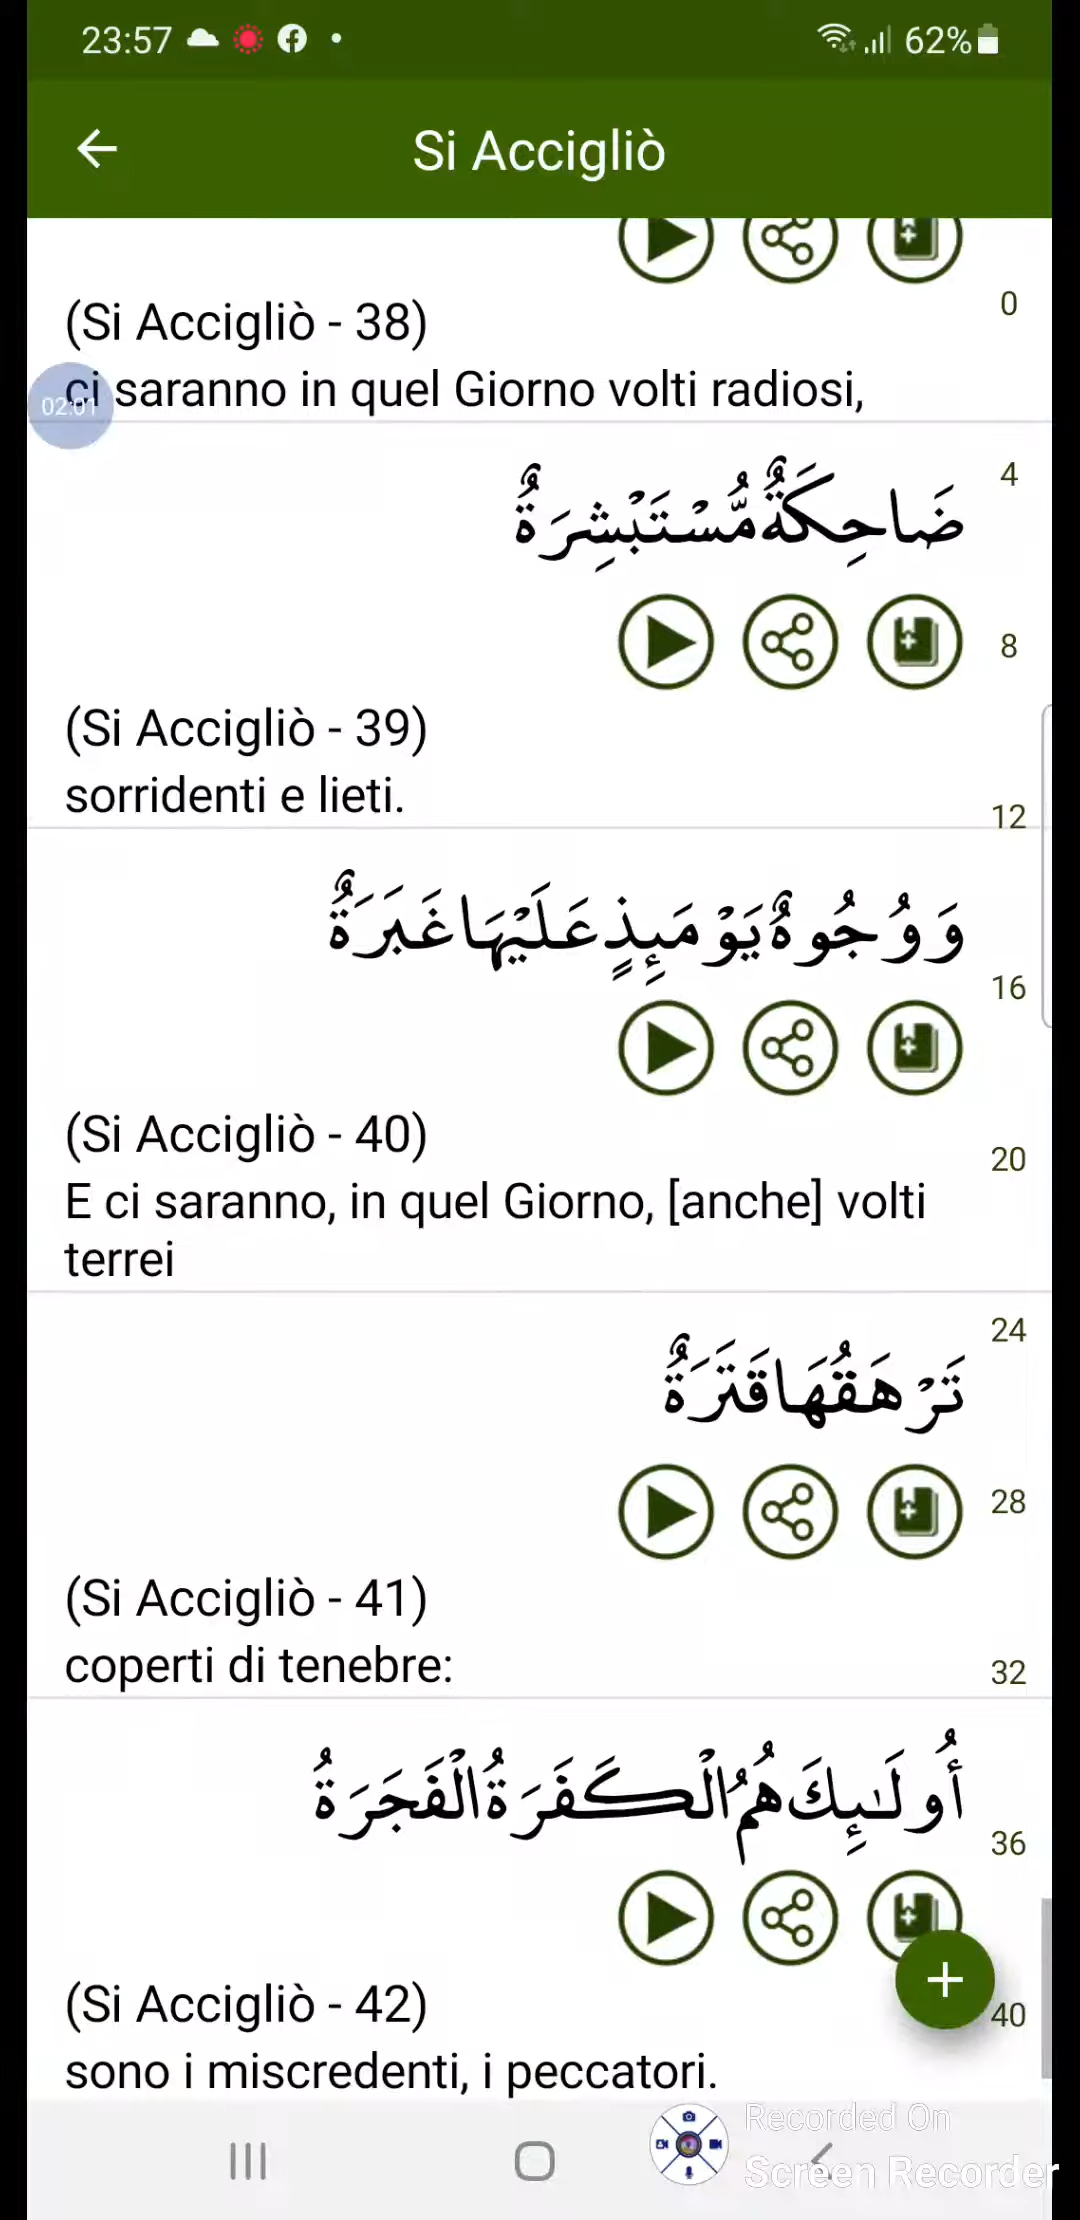 23:57
62%
Si Accigliò
0
(Si Accigliò - 38)
ci saranno in quel Giorno volti radiosi,
02:01
4
ضَاحِكَةٌ مُّسْتَبْشِرَةٌ
8
(Si Accigliò - 39)
sorridenti e lieti.
12
وَوُجُوهٌ يَوْمَئِذٍ عَلَيْهَا غَبَرَةٌ
16
(Si Accigliò - 40)
20
E ci saranno, in quel Giorno, [anche] volti
terrei
24
تَرْهَقُهَا قَتَرَةٌ
28
(Si Accigliò - 41)
coperti di tenebre:
32
أُولَٰئِكَ هُمُ الْكَفَرَةُ الْفَجَرَةُ
36
(Si Accigliò - 42)
40
sono i miscredenti, i peccatori.
Recorded On
Screen Recorder